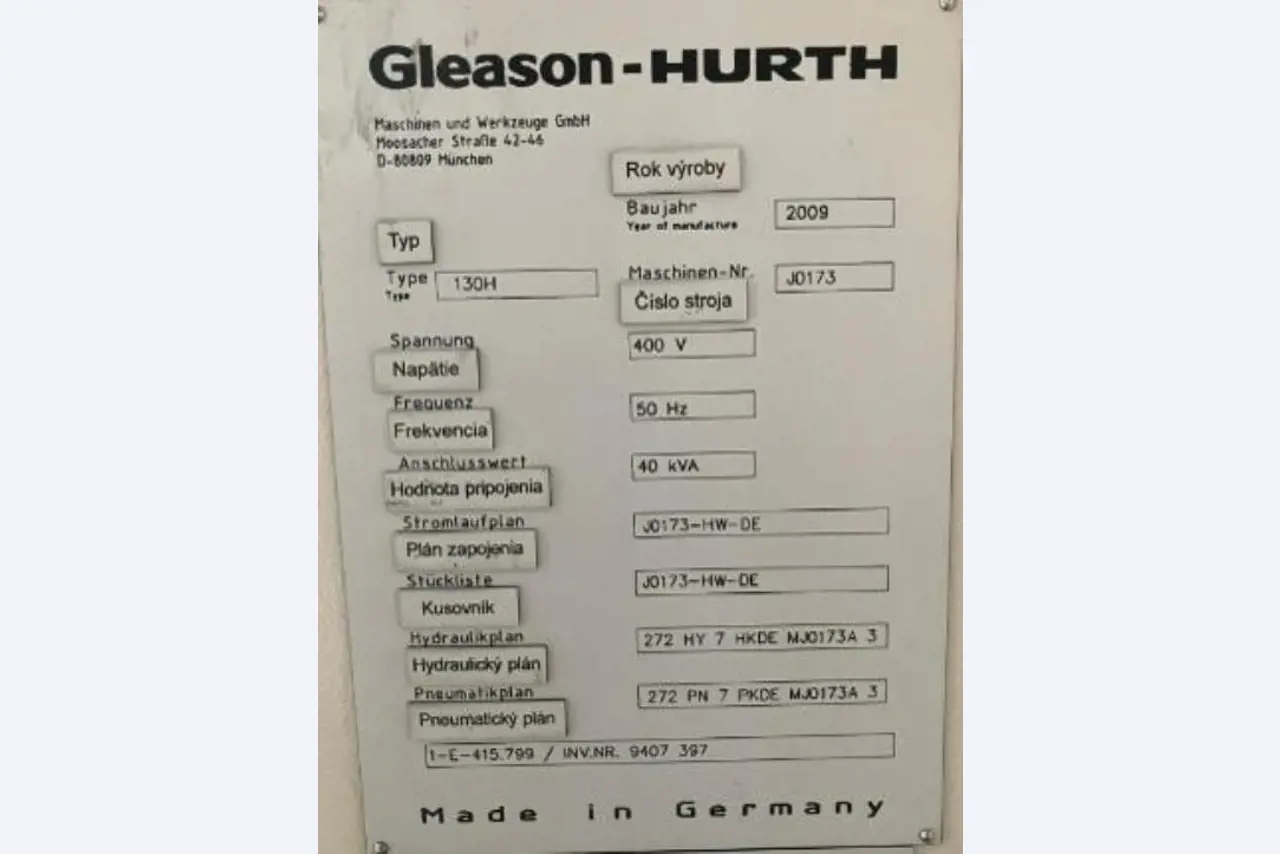 Gleason-HURTH
Maschinen und Werkzeuge GmbH
Moosacher Straße 42-46
D-80809 München
Rok výroby
Baujahr 2009
Year of manufacture
Typ
Type 130H
Type
Maschinen-Nr. J0173
Číslo stroja
Spannung 400 V
Napätie
Frequenz 50 Hz
Frekvencia
Anschlusswert 40 kVA
Hodnota pripojenia
Stromlaufplan J0173-HW-DE
Plán zapojenia
Stückliste J0173-HW-DE
Kusovník
Hydraulikplan 272 HY 7 HKDE MJ0173A 3
Hydraulický plán
Pneumatikplan 272 PN 7 PKDE MJ0173A 3
Pneumatický plán
1-E-415.799 / INV.NR. 9407 397
Made in Germany